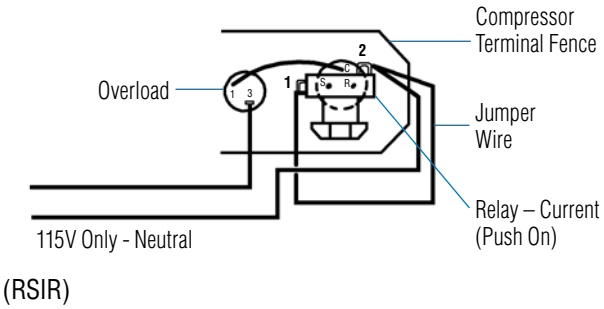 Compressor
Terminal Fence
2
C
1
S
R
Overload
1
3
Jumper
Wire
Relay – Current
(Push On)
115V Only - Neutral
(RSIR)